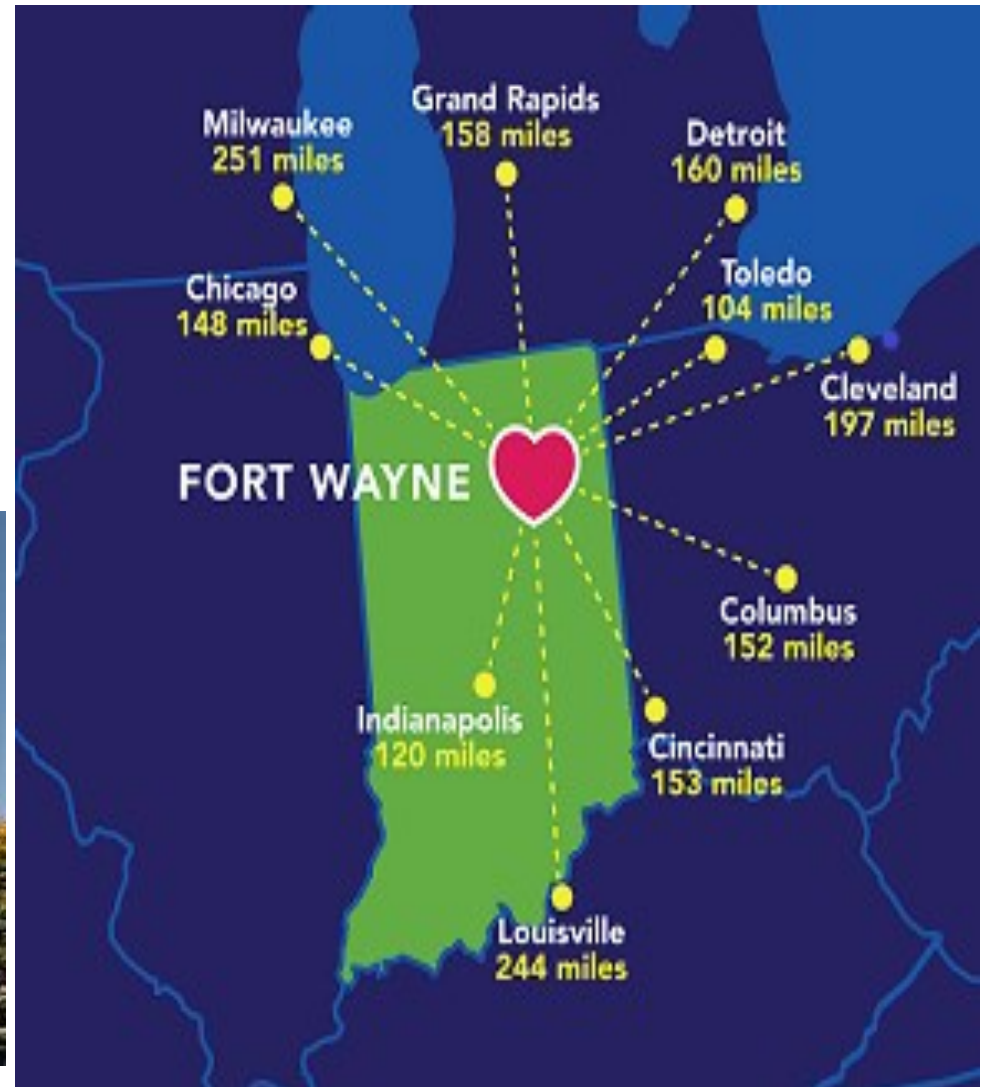 Grand Rapids
158 miles
Milwaukee
251 miles
Detroit
160 miles
Toledo
104 miles
Chicago
148 miles
Cleveland
197 miles
FORT WAYNE
Columbus
152 miles
Indianapolis
120 miles
Cincinnati
153 miles
Louisville
244 miles